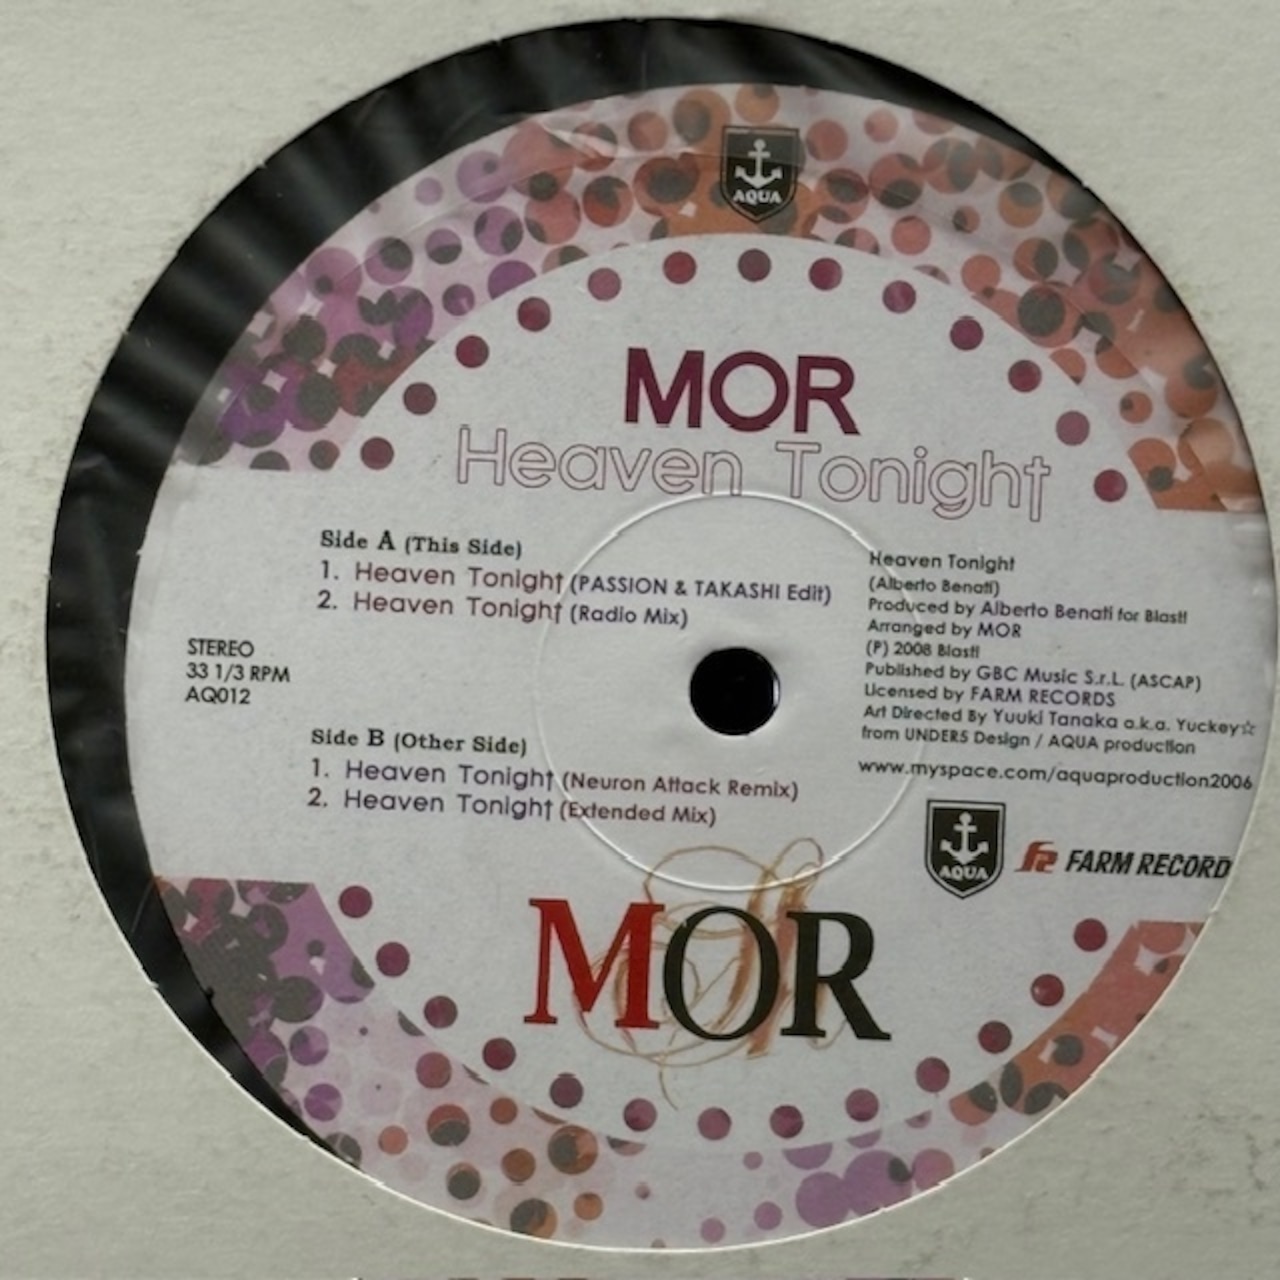 AQUA
MOR
Heaven Tonight
Side A (This Side)
1. Heaven Tonight (PASSION & TAKASHI Edit)
2. Heaven Tonight (Radio Mix)
STEREO
33 1/3 RPM
AQ012
Side B (Other Side)
1. Heaven Tonight (Neuron Attack Remix)
2. Heaven Tonight (Extended Mix)
Heaven Tonight
(Alberto Benati)
Produced by Alberto Benati for Blast!
Arranged by MOR
(P) 2008 Blast!
Published by GBC Music S.r.L. (ASCAP)
Licensed by FARM RECORDS
Art Directed By Yuuki Tanaka a.k.a. Yuckey☆
from UNDER5 Design / AQUA production
www.myspace.com/aquaproduction2006
AQUA
FARM RECORD
MOR